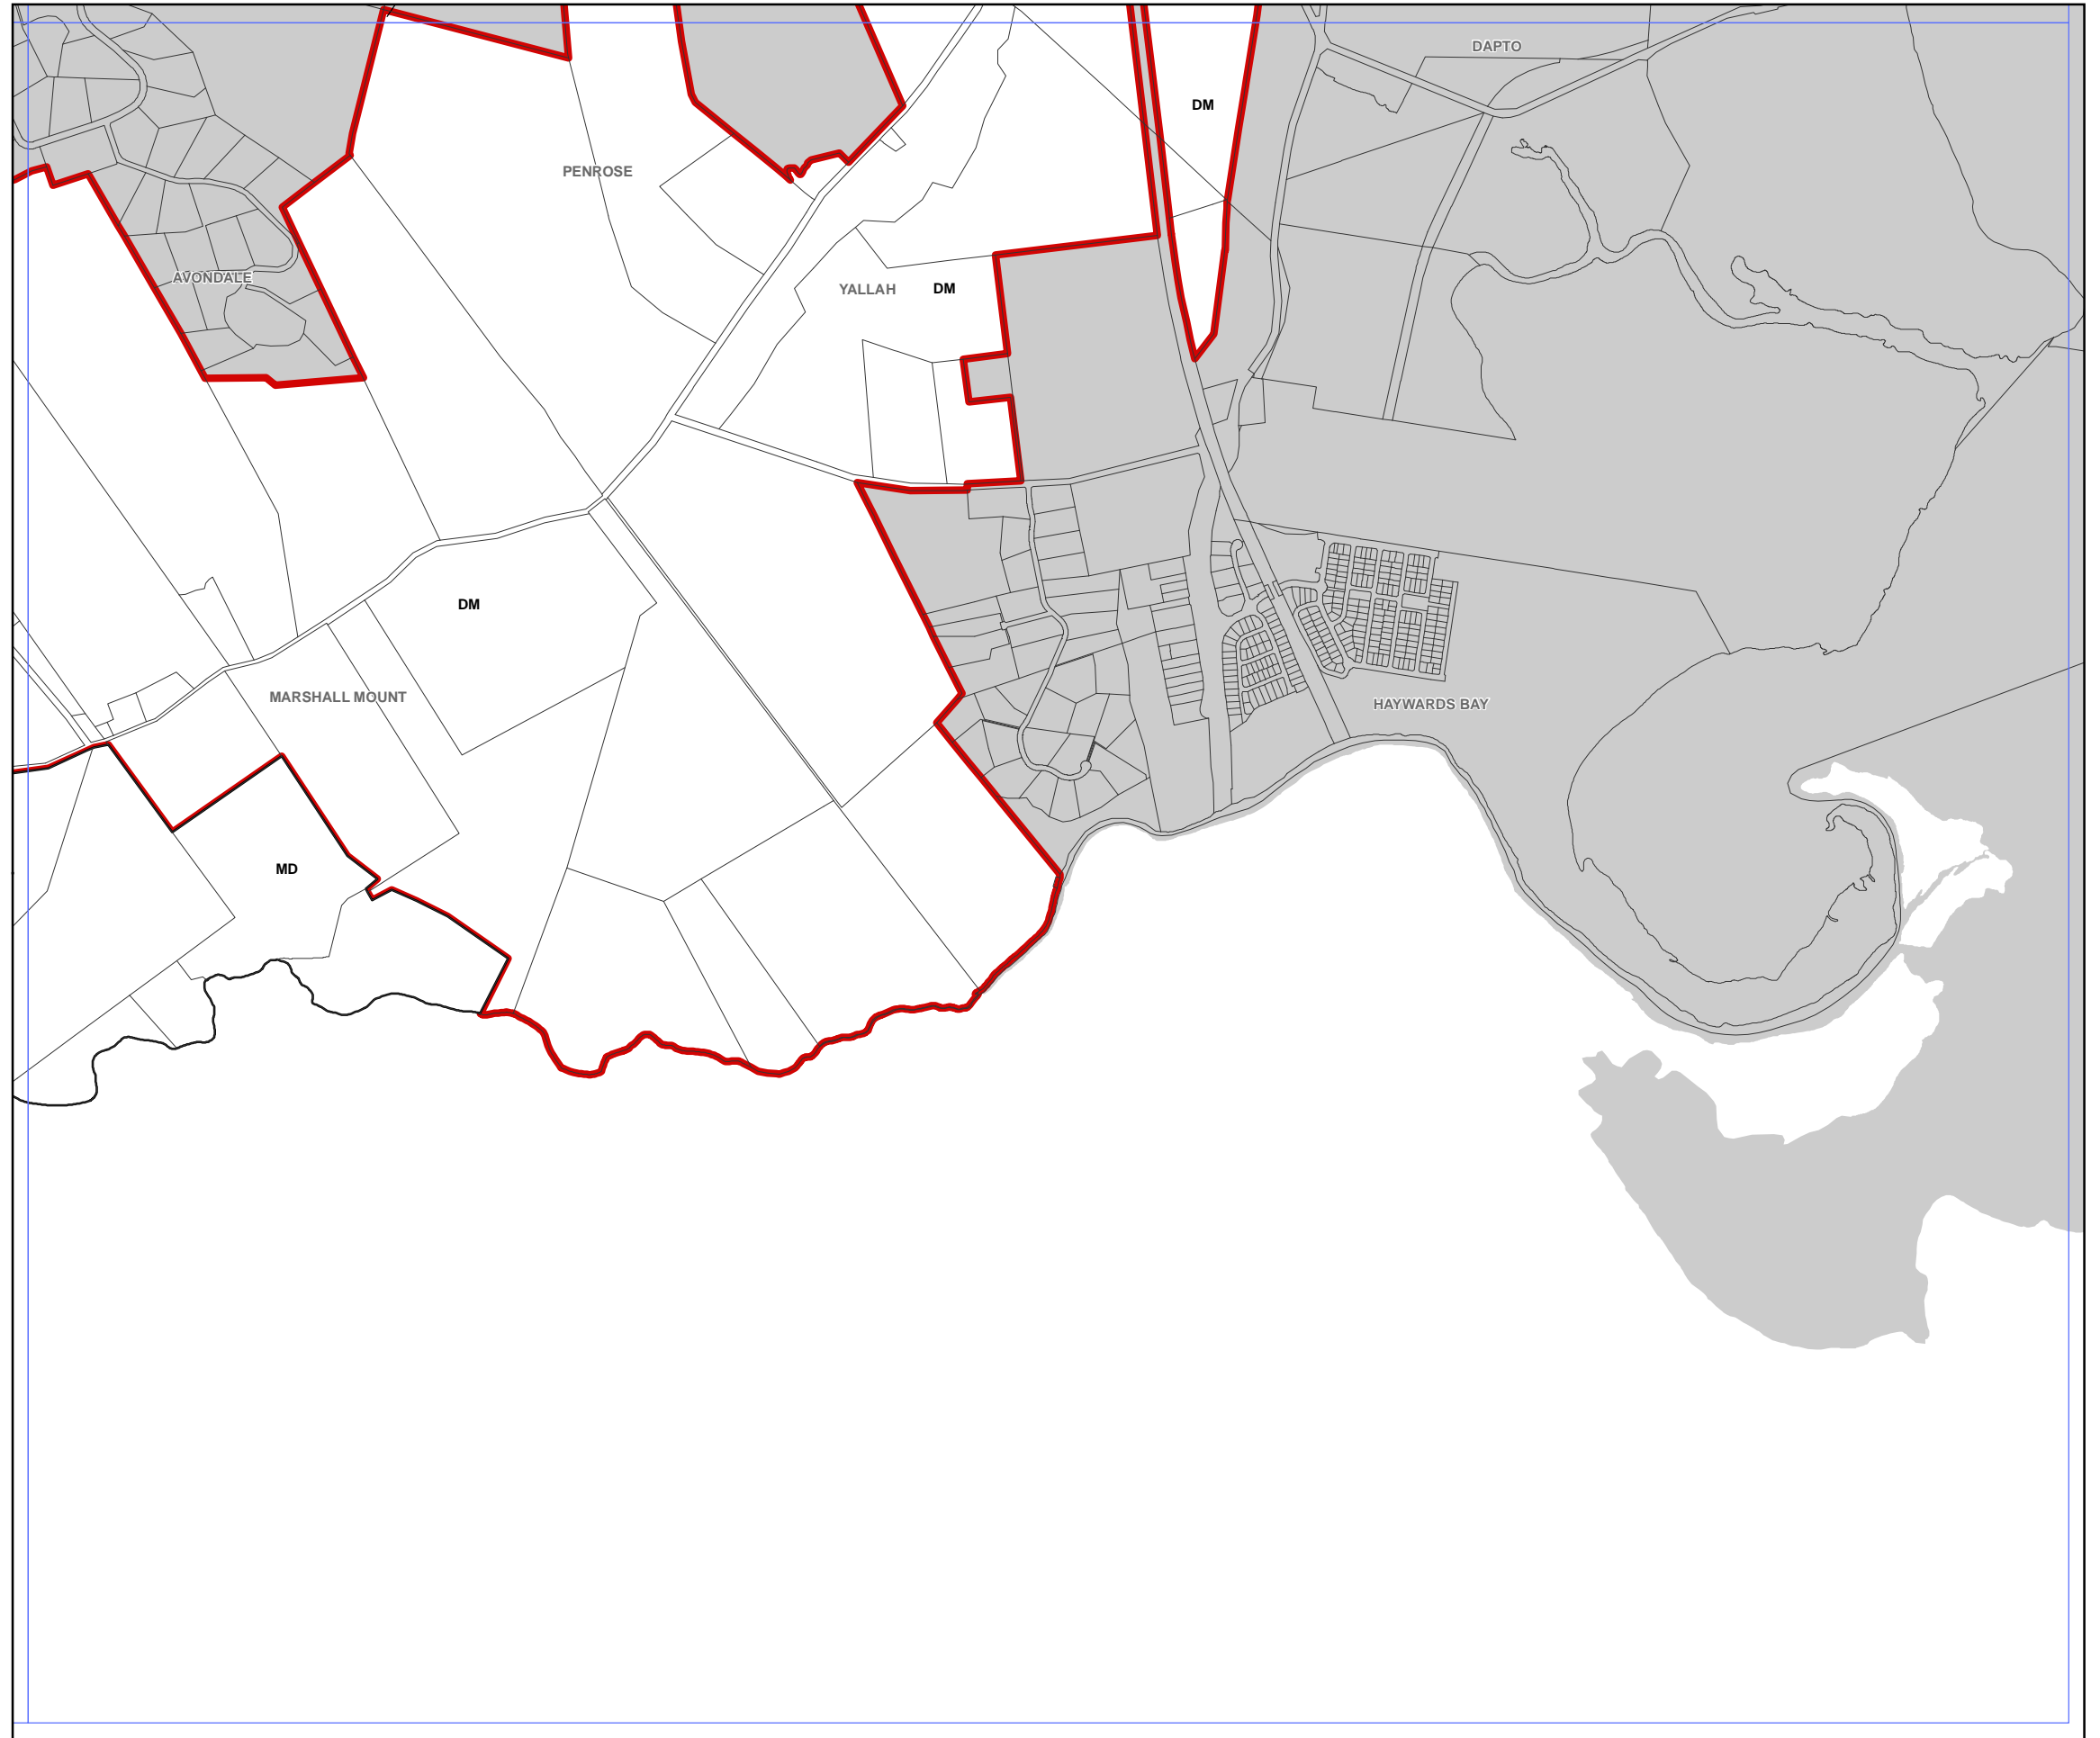 DAPTO
DM
PENROSE
AVONDALE
YALLAH
DM
DM
MARSHALL MOUNT
HAYWARDS BAY
MD